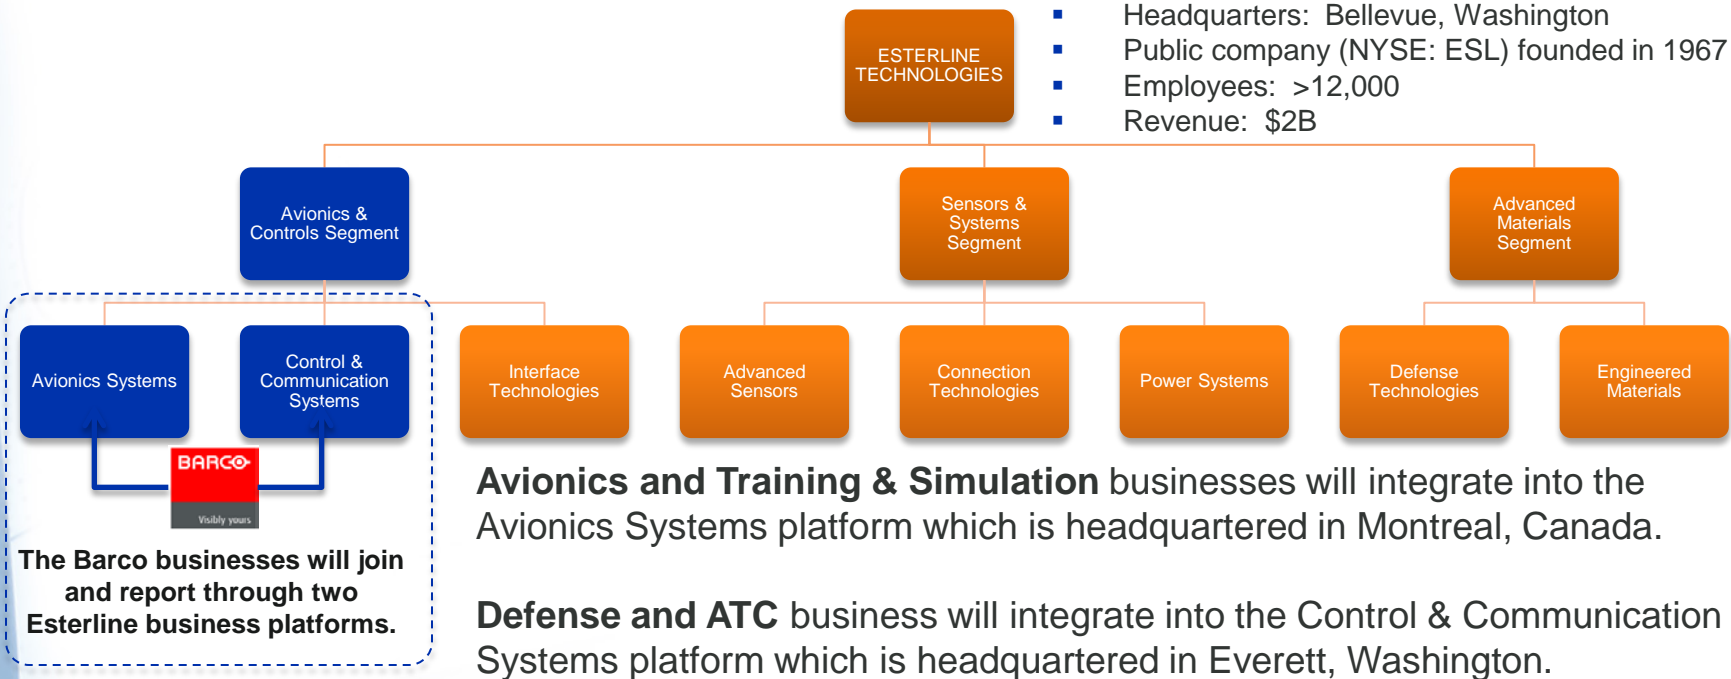 ESTERLINE
TECHNOLOGIES
▪ Headquarters: Bellevue, Washington
▪ Public company (NYSE: ESL) founded in 1967
▪ Employees: >12,000
▪ Revenue: $2B
Avionics &
Controls Segment
Sensors &
Systems
Segment
Advanced
Materials
Segment
Avionics Systems
Control &
Communication
Systems
Interface
Technologies
Advanced
Sensors
Connection
Technologies
Power Systems
Defense
Technologies
Engineered
Materials
BARCO
Visibly yours
The Barco businesses will join
and report through two
Esterline business platforms.
Avionics and Training & Simulation businesses will integrate into the
Avionics Systems platform which is headquartered in Montreal, Canada.
Defense and ATC business will integrate into the Control & Communication
Systems platform which is headquartered in Everett, Washington.